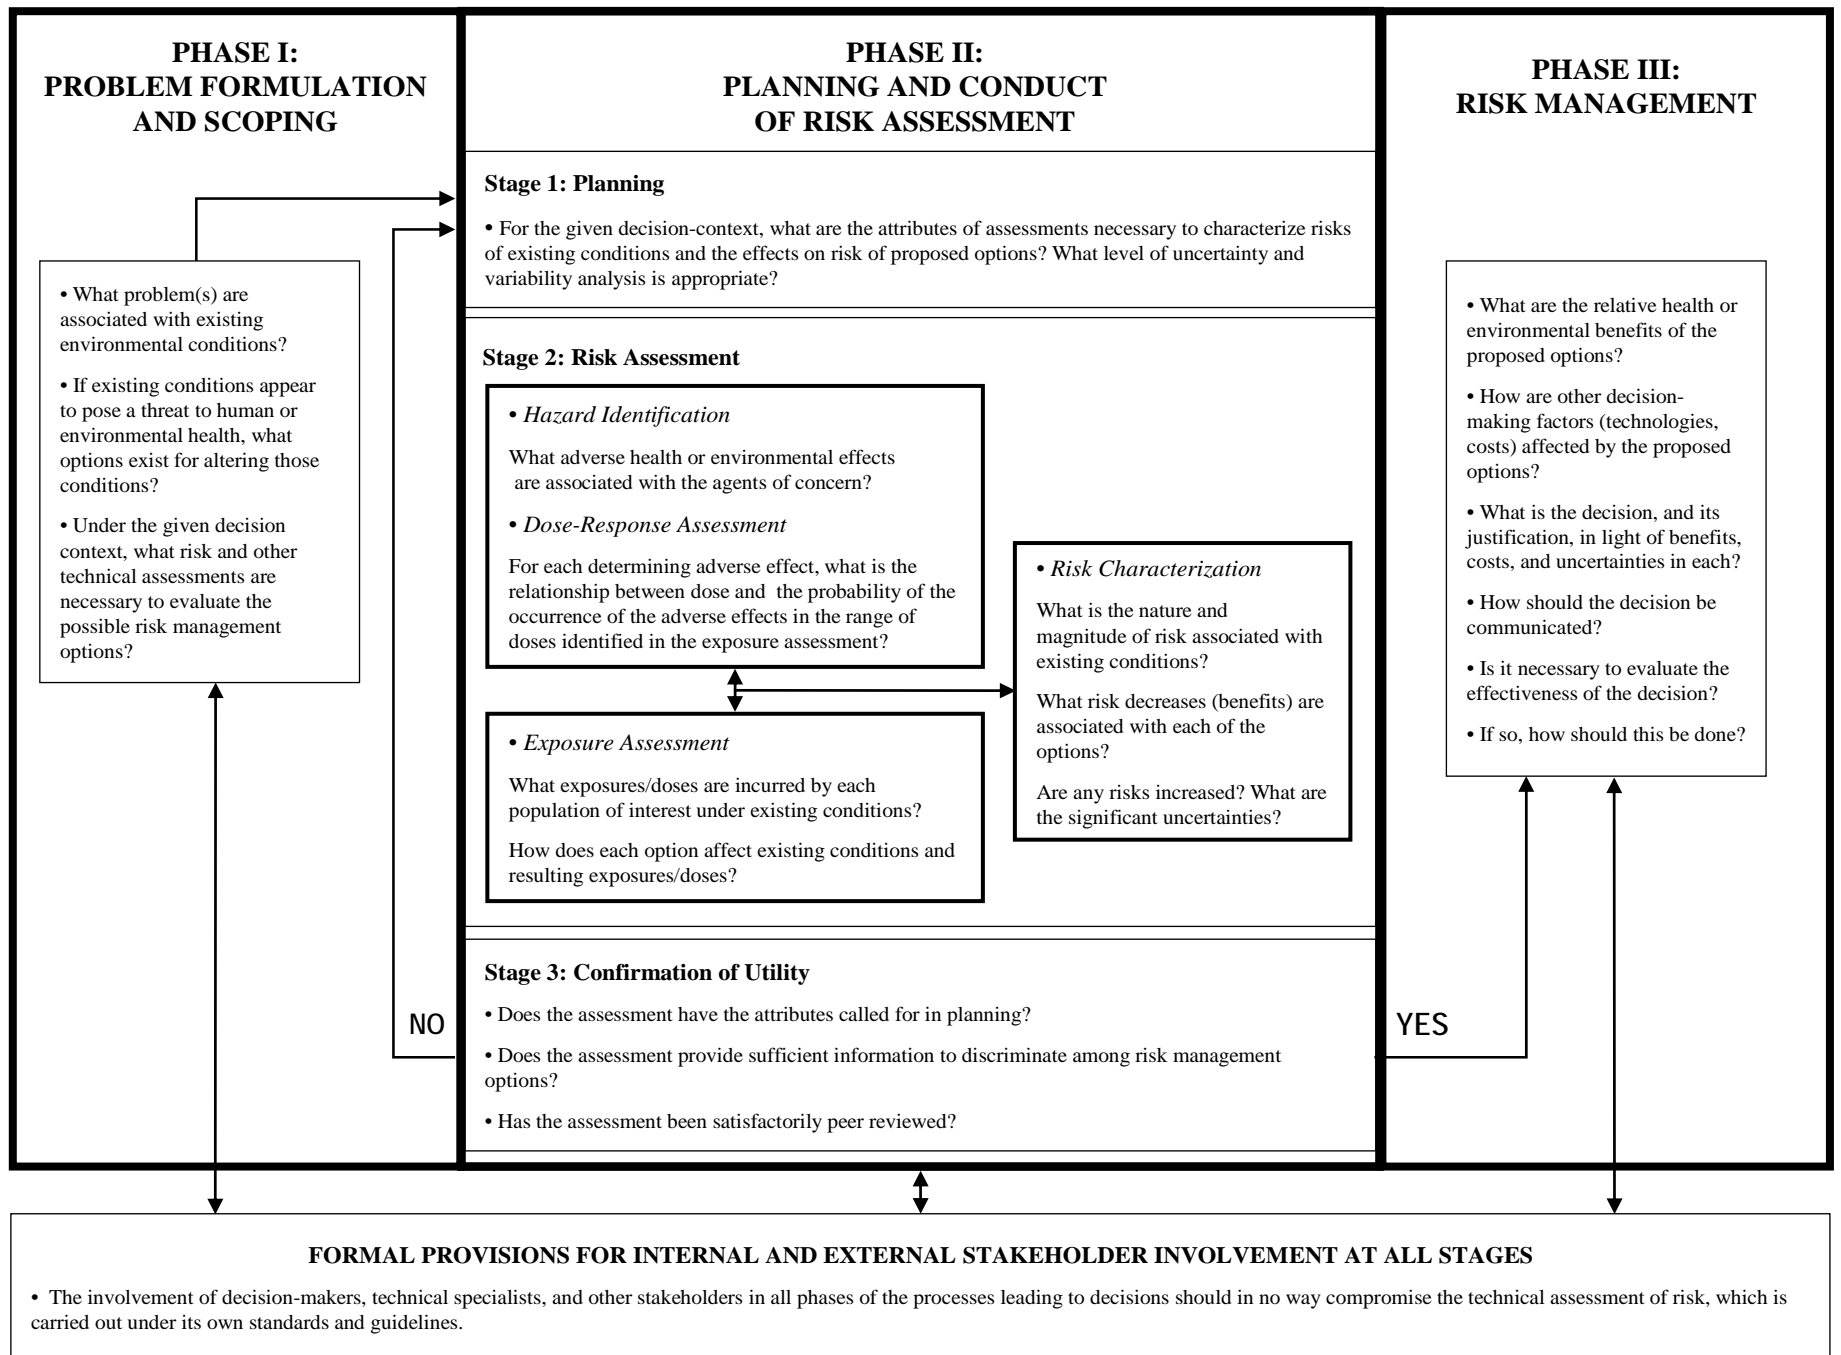 PHASE I:
PROBLEM FORMULATION
AND SCOPING
• What problem(s) are
associated with existing
environmental conditions?
• If existing conditions appear
to pose a threat to human or
environmental health, what
options exist for altering those
conditions?
• Under the given decision
context, what risk and other
technical assessments are
necessary to evaluate the
possible risk management
options?
NO
PHASE II:
PLANNING AND CONDUCT
OF RISK ASSESSMENT
Stage 1: Planning
• For the given decision-context, what are the attributes of assessments necessary to characterize risks
of existing conditions and the effects on risk of proposed options? What level of uncertainty and
variability analysis is appropriate?
Stage 2: Risk Assessment
• Hazard Identification
What adverse health or environmental effects
are associated with the agents of concern?
• Dose-Response Assessment
For each determining adverse effect, what is the
relationship between dose and the probability of the
occurrence of the adverse effects in the range of
doses identified in the exposure assessment?
• Exposure Assessment
What exposures/doses are incurred by each
population of interest under existing conditions?
How does each option affect existing conditions and
resulting exposures/doses?
• Risk Characterization
What is the nature and
magnitude of risk associated with
existing conditions?
What risk decreases (benefits) are
associated with each of the
options?
Are any risks increased? What are
the significant uncertainties?
Stage 3: Confirmation of Utility
• Does the assessment have the attributes called for in planning?
• Does the assessment provide sufficient information to discriminate among risk management
options?
• Has the assessment been satisfactorily peer reviewed?
PHASE III:
RISK MANAGEMENT
• What are the relative health or
environmental benefits of the
proposed options?
• How are other decision-
making factors (technologies,
costs) affected by the proposed
options?
• What is the decision, and its
justification, in light of benefits,
costs, and uncertainties in each?
• How should the decision be
communicated?
• Is it necessary to evaluate the
effectiveness of the decision?
• If so, how should this be done?
YES
FORMAL PROVISIONS FOR INTERNAL AND EXTERNAL STAKEHOLDER INVOLVEMENT AT ALL STAGES
• The involvement of decision-makers, technical specialists, and other stakeholders in all phases of the processes leading to decisions should in no way compromise the technical assessment of risk, which is
carried out under its own standards and guidelines.